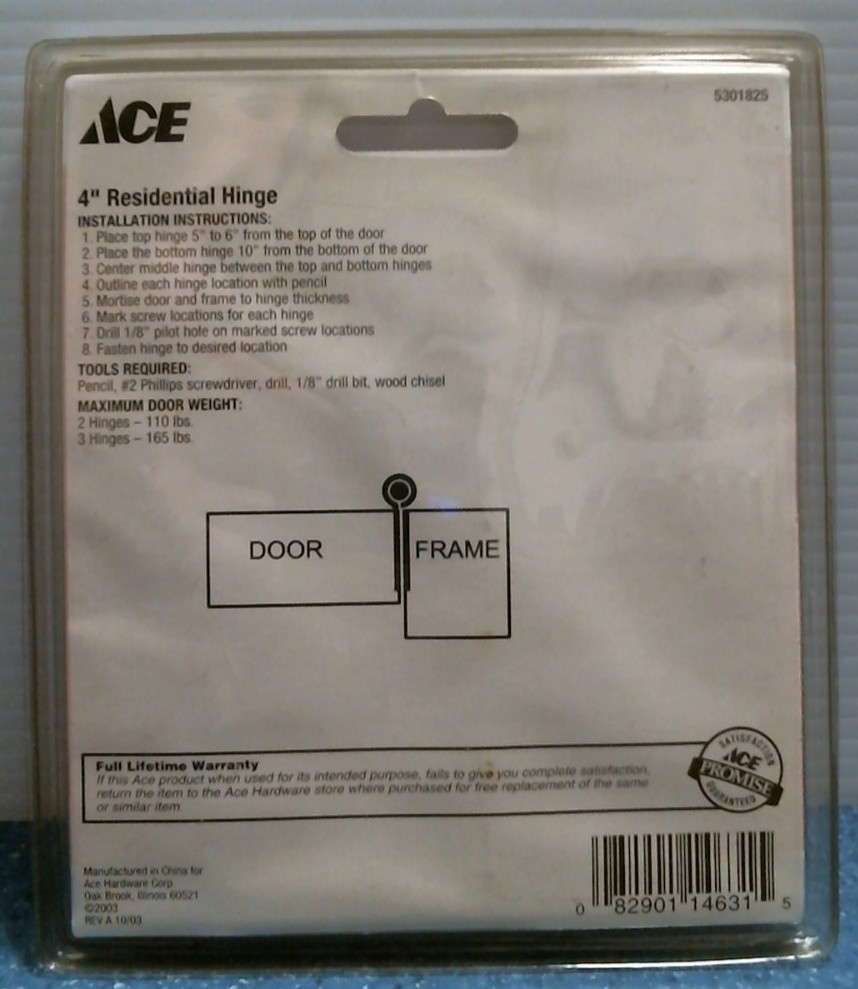 ACE
5301825
4" Residential Hinge
INSTALLATION INSTRUCTIONS:
1. Place top hinge 5" to 6" from the top of the door
2. Place the bottom hinge 10" from the bottom of the door
3. Center middle hinge between the top and bottom hinges
4. Outline each hinge location with pencil
5. Mortise door and frame to hinge thickness
6. Mark screw locations for each hinge
7. Drill 1/8" pilot hole on marked screw locations
8. Fasten hinge to desired location
TOOLS REQUIRED:
Pencil, #2 Phillips screwdriver, drill, 1/8" drill bit, wood chisel
MAXIMUM DOOR WEIGHT:
2 Hinges – 110 lbs.
3 Hinges – 165 lbs.
DOOR
FRAME
Full Lifetime Warranty
If this Ace product when used for its intended purpose, fails to give you complete satisfaction,
return the item to the Ace Hardware store where purchased for free replacement of the same
or similar item.
SATISFACTION
ACE
PROMISE
GUARANTEED
Manufactured in China for
Ace Hardware Corp.
Oak Brook, Illinois 60521
©2003
REV A 10/03
0 82901 14631 5